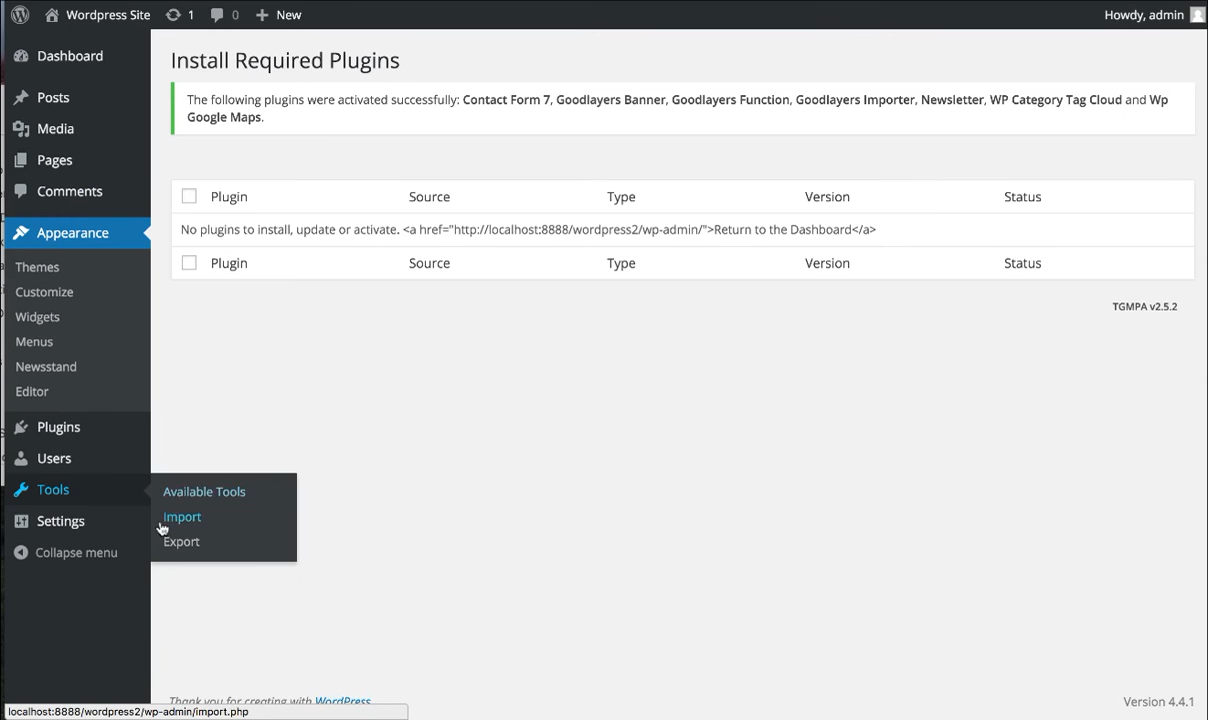 Wordpress Site 1 0 New Howdy, admin
Dashboard
Posts
Media
Pages
Comments
Appearance
Themes
Customize
Widgets
Menus
Newsstand
Editor
Plugins
Users
Tools
Settings
Collapse menu
Available Tools
Import
Export
Install Required Plugins
The following plugins were activated successfully: Contact Form 7, Goodlayers Banner, Goodlayers Function, Goodlayers Importer, Newsletter, WP Category Tag Cloud and Wp
Google Maps.
Plugin Source Type Version Status
No plugins to install, update or activate. <a href="http://localhost:8888/wordpress2/wp-admin/">Return to the Dashboard</a>
Plugin Source Type Version Status
TGMPA v2.5.2
Thank you for creating with WordPress Version 4.4.1
localhost:8888/wordpress2/wp-admin/import.php